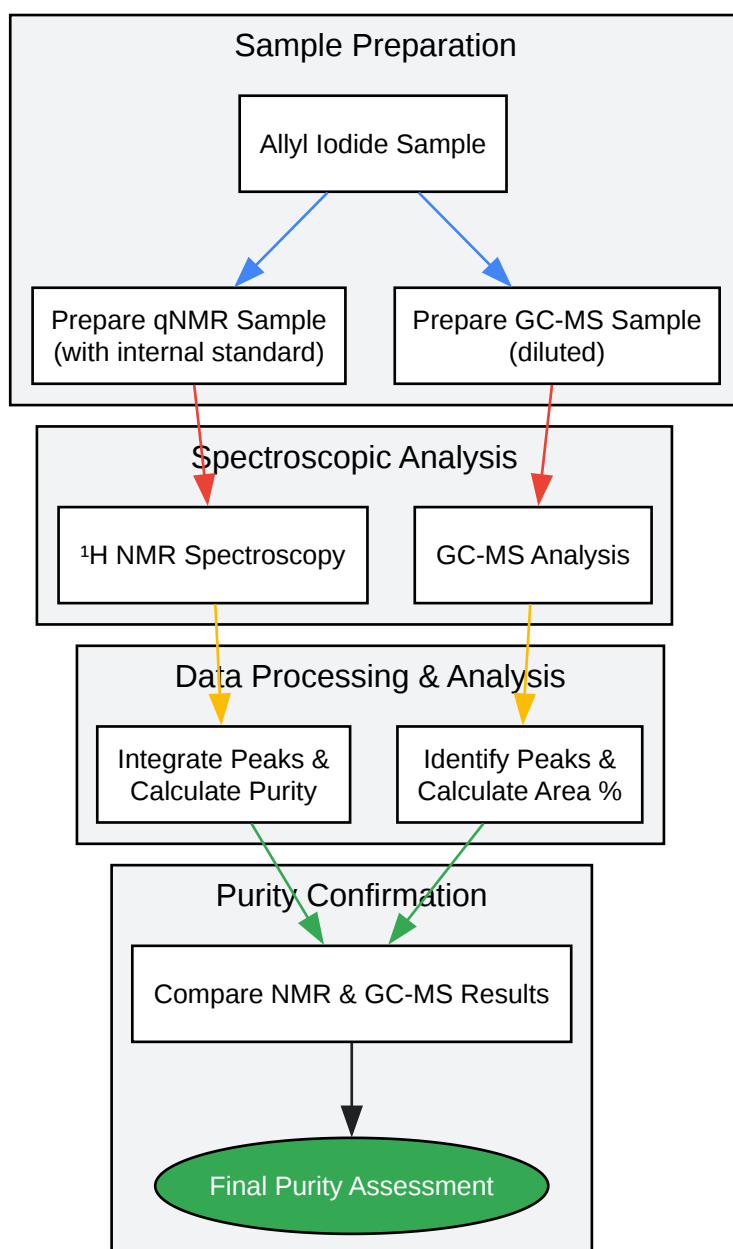 Sample Preparation
Allyl Iodide Sample
Prepare qNMR Sample
(with internal standard)
Prepare GC-MS Sample
(diluted)
Spectroscopic Analysis
¹H NMR Spectroscopy
GC-MS Analysis
Data Processing & Analysis
Integrate Peaks &
Calculate Purity
Identify Peaks &
Calculate Area %
Purity Confirmation
Compare NMR & GC-MS Results
Final Purity Assessment